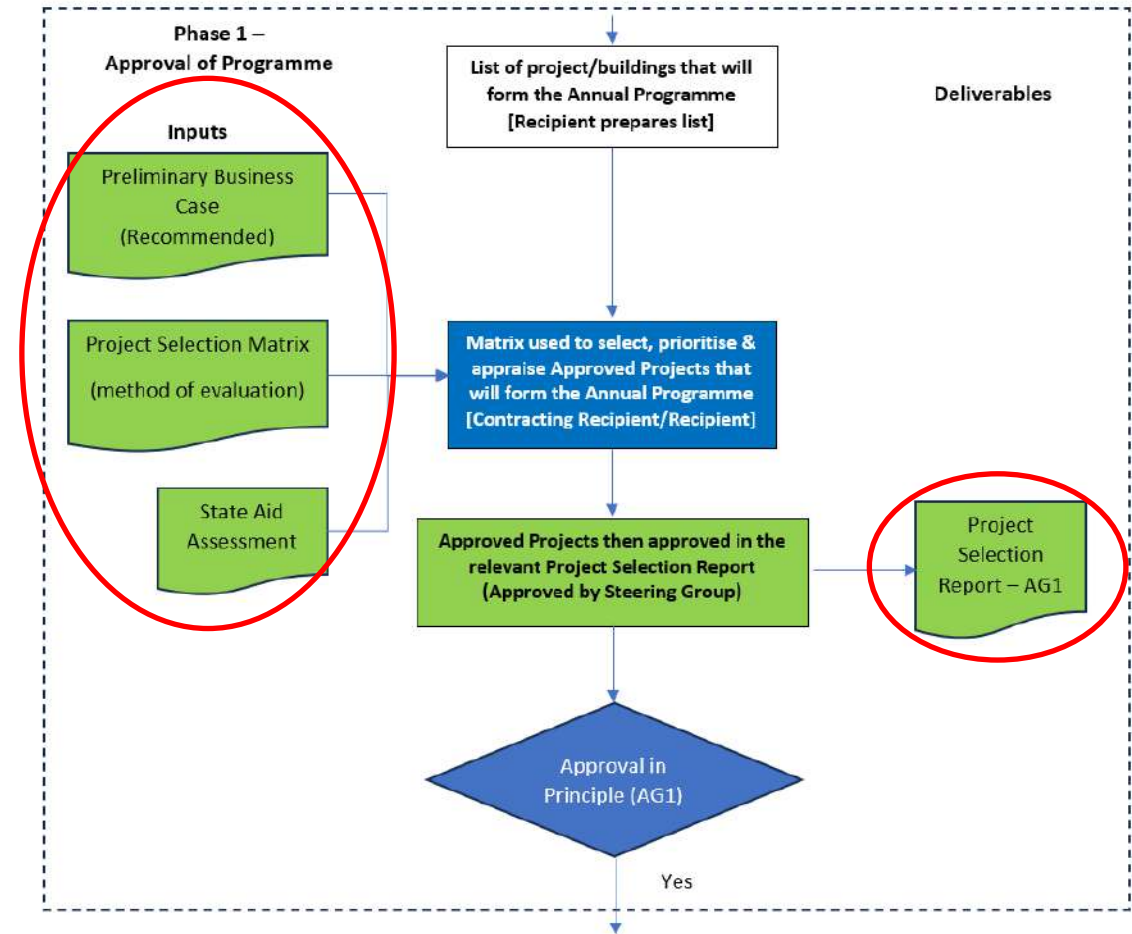 Phase 1 –
Approval of Programme
List of project/buildings that will
form the Annual Programme
[Recipient prepares list]
Deliverables
Inputs
Preliminary Business
Case
(Recommended)
Project Selection Matrix
(method of evaluation)
Matrix used to select, prioritise &
appraise Approved Projects that
will form the Annual Programme
[Contracting Recipient/Recipient]
State Aid
Assessment
Approved Projects then approved in the
relevant Project Selection Report
(Approved by Steering Group)
Project
Selection
Report – AG1
Approval in
Principle (AG1)
Yes